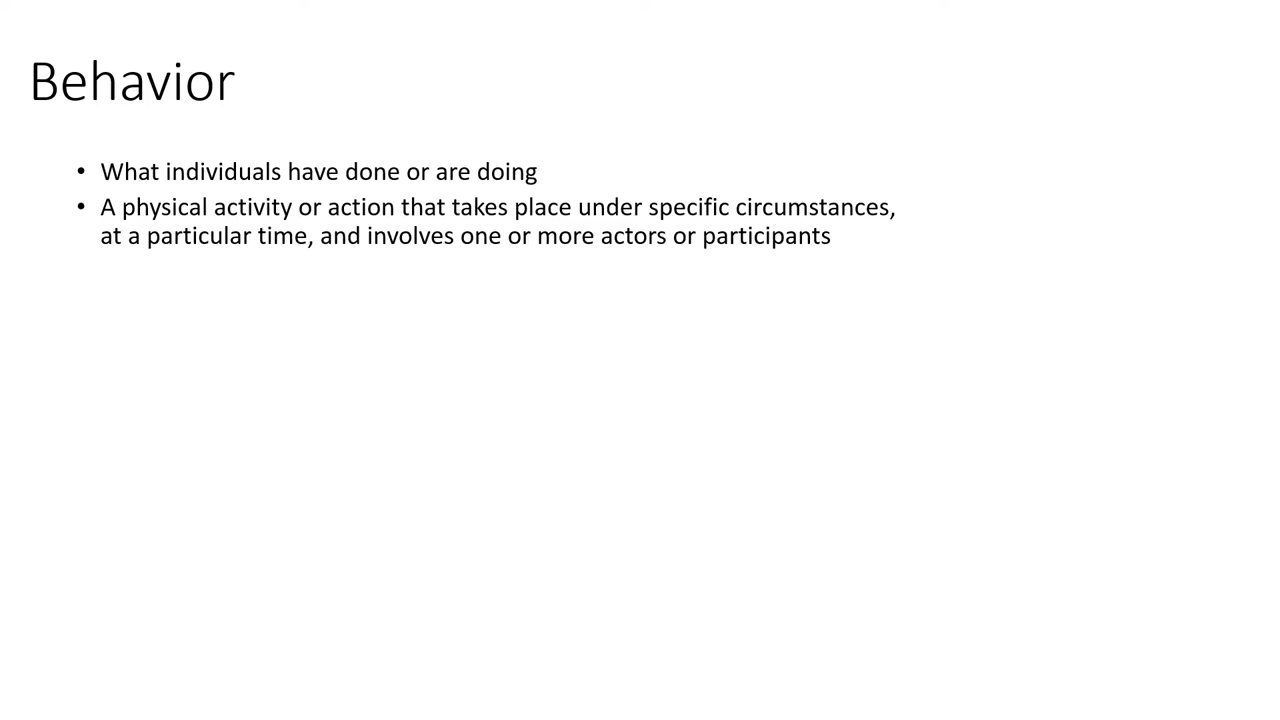 Behavior
• What individuals have done or are doing
• A physical activity or action that takes place under specific circumstances,
at a particular time, and involves one or more actors or participants